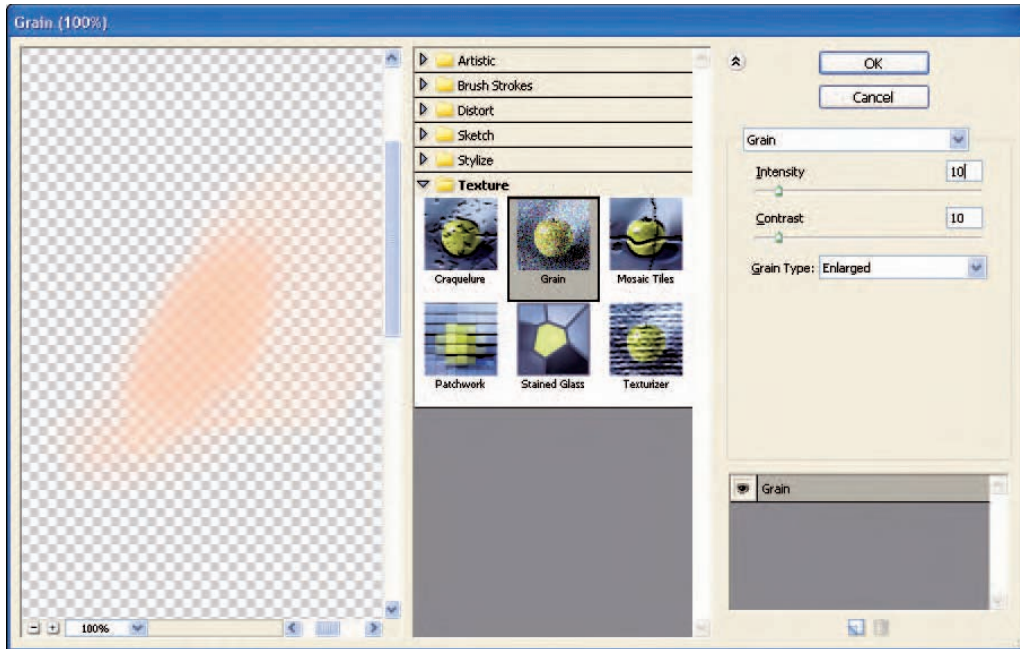 Grain (100%)
Artistic
Brush Strokes
Distort
Sketch
Stylize
Texture
Craquelure
Grain
Mosaic Tiles
Patchwork
Stained Glass
Texturizer
100%
OK
Cancel
Grain
Intensity
10
Contrast
10
Grain Type:
Enlarged
Grain